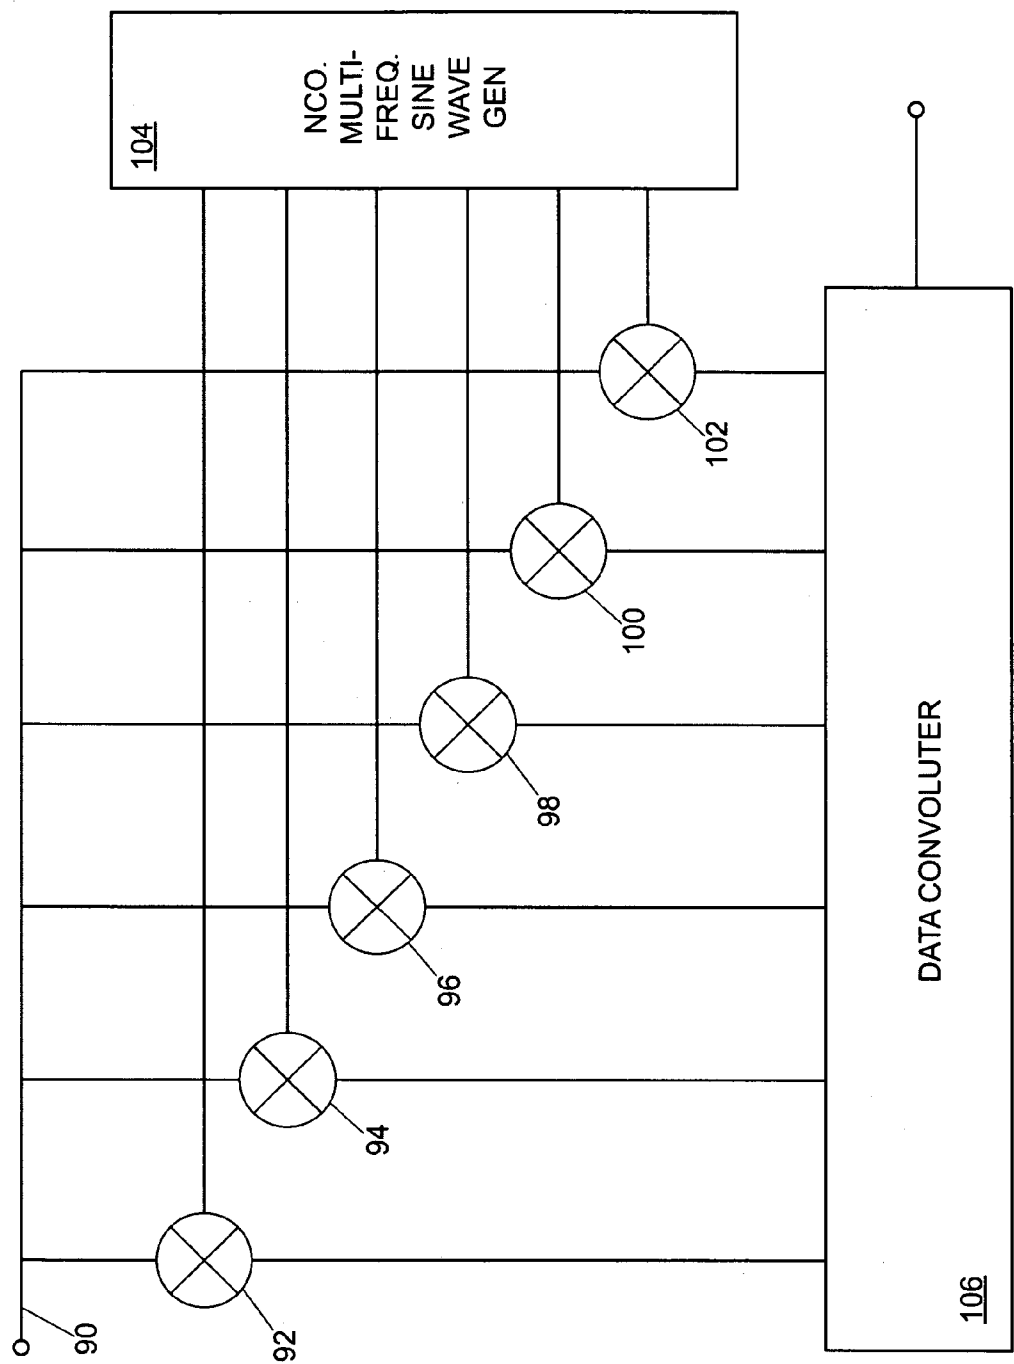 104
NCO.
MULTI-
FREQ.
SINE
WAVE
GEN
90
92
94
96
98
100
102
DATA CONVOLUTER
106